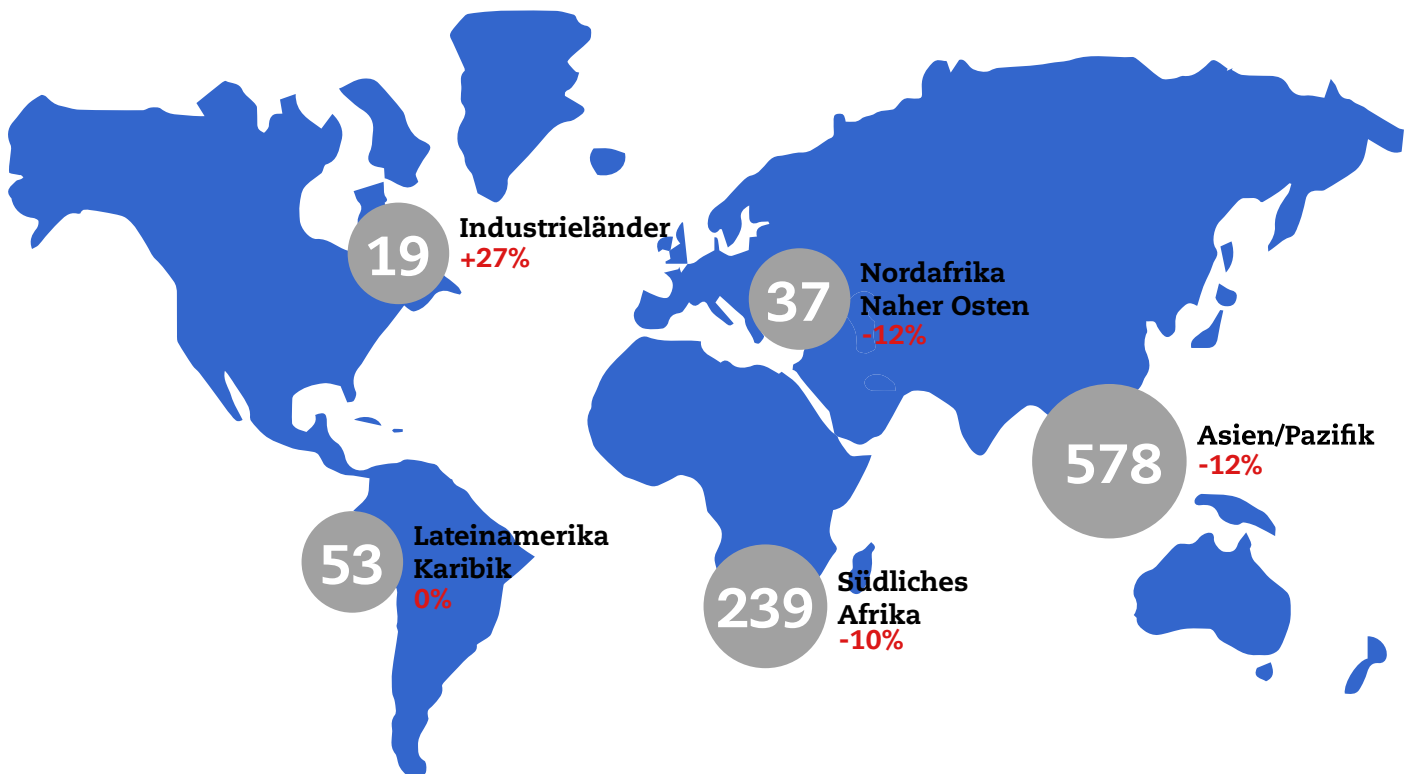 19
Industrieländer
+27%
37
Nordafrika
Naher Osten
-12%
578
Asien/Pazifik
-12%
53
Lateinamerika
Karibik
0%
239
Südliches
Afrika
-10%